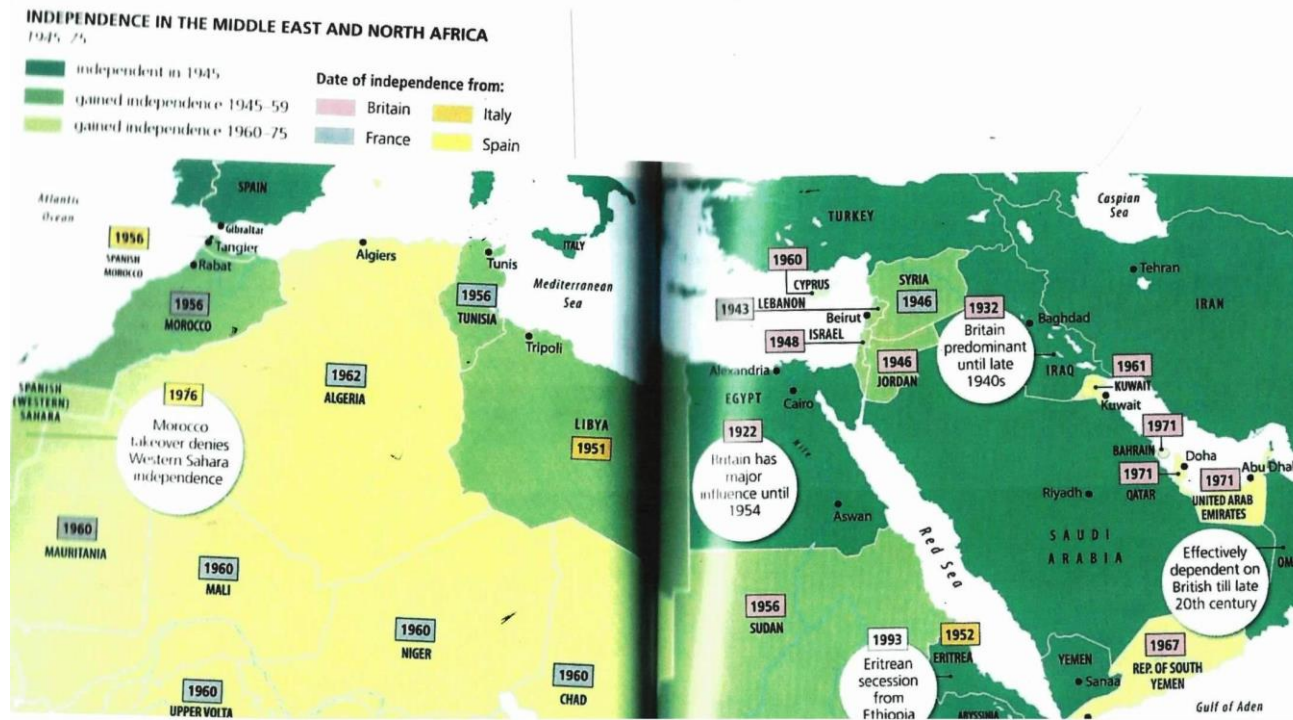 INDEPENDENCE IN THE MIDDLE EAST AND NORTH AFRICA
1945-75
independent in 1945
gained independence 1945-59
gained independence 1960-75
Date of independence from:
Britain
Italy
France
Spain
Atlantic
Ocean
SPAIN
Gibraltar
Tangier
1956
SPANISH
MOROCCO
Rabat
1956
MOROCCO
Algiers
Tunis
1956
TUNISIA
ITALY
Mediterranean
Sea
Tripoli
SPANISH
(WESTERN)
SAHARA
1976
Morocco
takeover denies
Western Sahara
independence
1962
ALGERIA
LIBYA
1951
1960
MAURITANIA
1960
MALI
1960
NIGER
1960
CHAD
1960
UPPER VOLTA
TURKEY
Caspian
Sea
1960
CYPRUS
SYRIA
1946
1943
LEBANON
Beirut
1948
ISRAEL
1946
JORDAN
1932
Britain
predominant
until late
1940s
Baghdad
IRAQ
Tehran
IRAN
1961
KUWAIT
Kuwait
Alexandria
EGYPT
Cairo
Nile
1922
Britain has
major
influence until
1954
Aswan
Red Sea
1971
BAHRAIN
Doha
1971
QATAR
Abu Dhab
1971
UNITED ARAB
EMIRATES
Riyadh
SAUDI
ARABIA
Effectively
dependent on
British till late
20th century
OM
1956
SUDAN
1993
Eritrean
secession
from
Ethiopia
1952
ERITREA
ABYSSINIA
YEMEN
Sanaa
1967
REP. OF SOUTH
YEMEN
Gulf of Aden